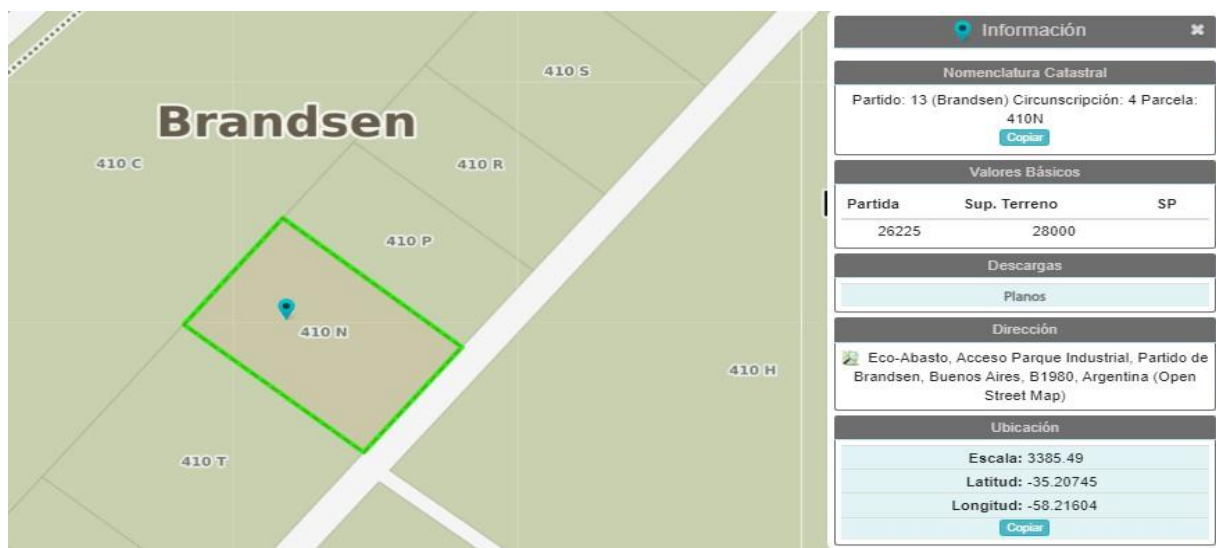 410 S
Brandsen
410 C
410 R
410 P
410 N
410 H
410 T
Información
Nomenclatura Catastral
Partido: 13 (Brandsen) Circunscripción: 4 Parcela:
410N
Copiar
Valores Básicos
Partida Sup. Terreno SP
26225 28000
Descargas
Planos
Dirección
Eco-Abasto, Acceso Parque Industrial, Partido de
Brandsen, Buenos Aires, B1980, Argentina (Open
Street Map)
Ubicación
Escala: 3385.49
Latitud: -35.20745
Longitud: -58.21604
Copiar